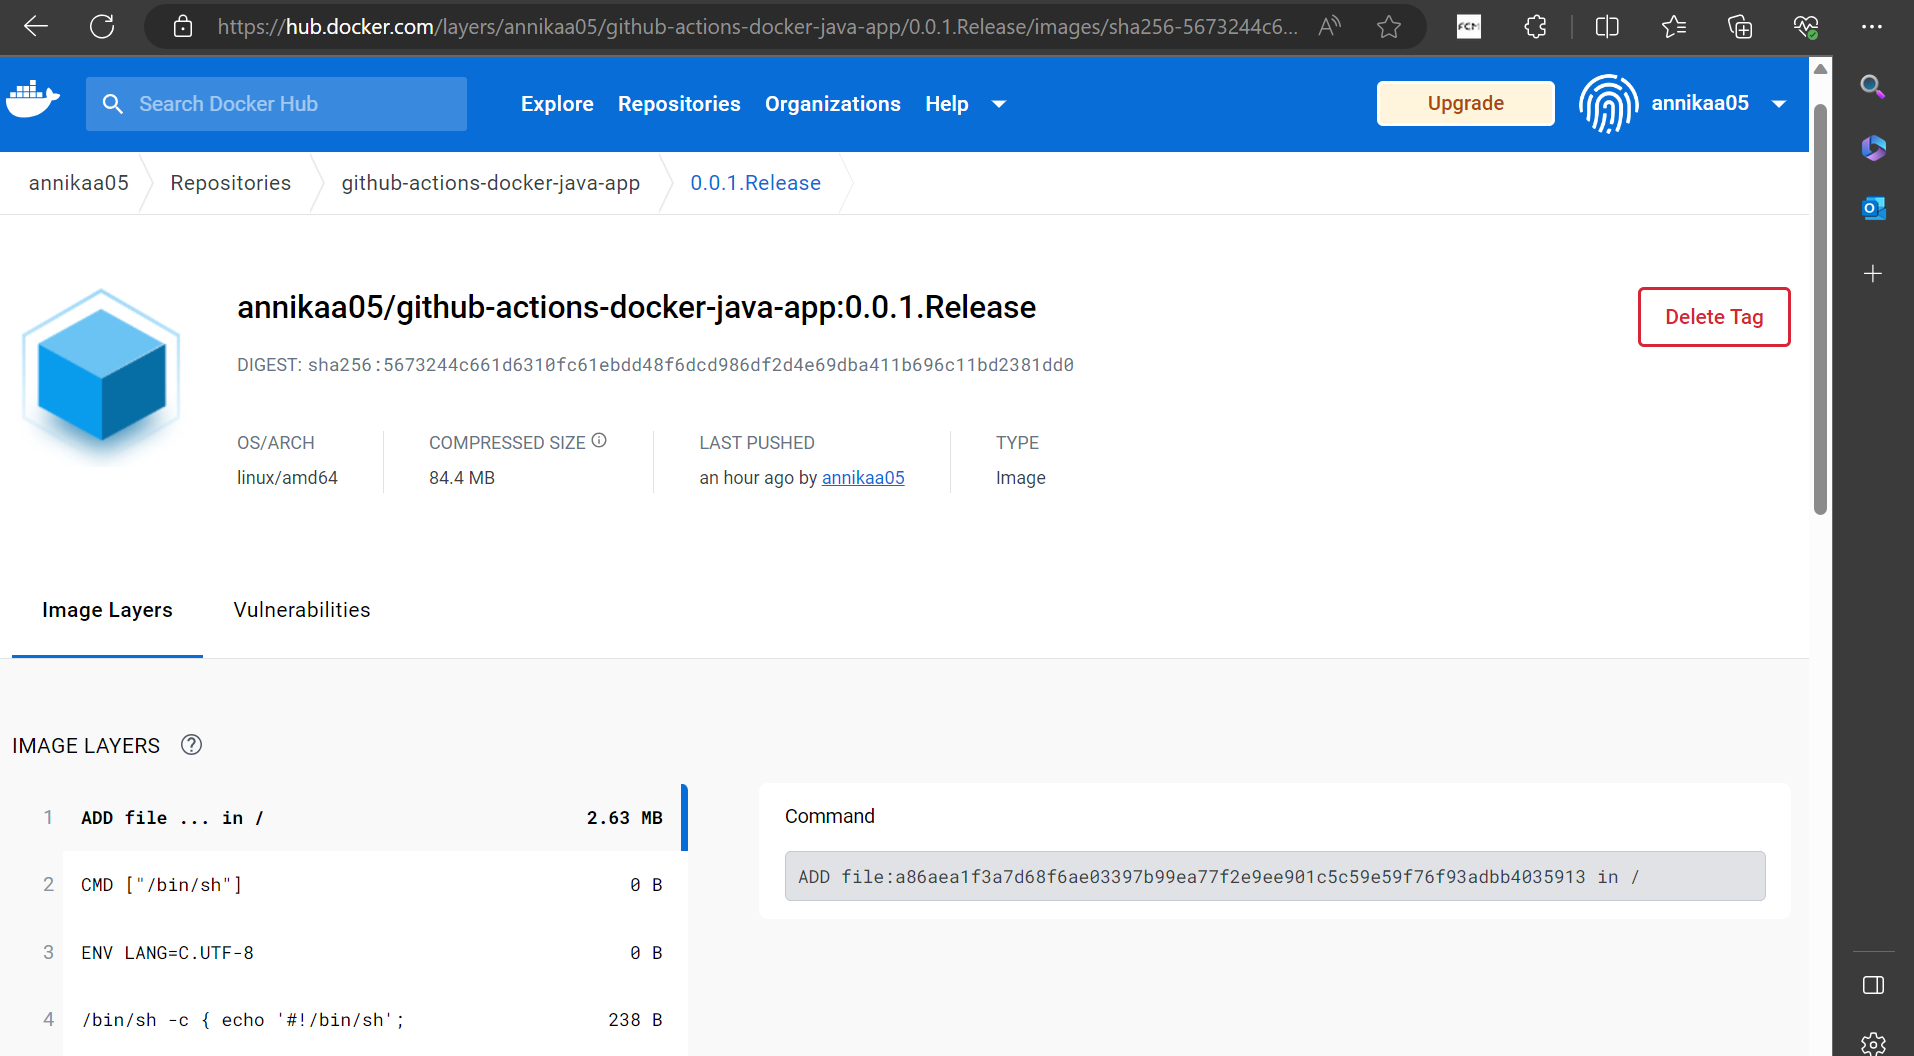 https://hub.docker.com/layers/annikaa05/github-actions-docker-java-app/0.0.1.Release/images/sha256-5673244c6...
FCM
Search Docker Hub
Explore Repositories Organizations Help
Upgrade
annikaa05
annikaa05 Repositories github-actions-docker-java-app 0.0.1.Release
annikaa05/github-actions-docker-java-app:0.0.1.Release
Delete Tag
DIGEST: sha256:5673244c661d6310fc61ebdd48f6dcd986df2d4e69dba411b696c11bd2381dd0
OS/ARCH COMPRESSED SIZE LAST PUSHED TYPE
linux/amd64 84.4 MB an hour ago by annikaa05 Image
Image Layers Vulnerabilities
IMAGE LAYERS
1 ADD file ... in / 2.63 MB
2 CMD ["/bin/sh"] 0 B
3 ENV LANG=C.UTF-8 0 B
4 /bin/sh -c { echo '#!/bin/sh'; 238 B
Command
ADD file:a86aea1f3a7d68f6ae03397b99ea77f2e9ee901c5c59e59f76f93adbb4035913 in /